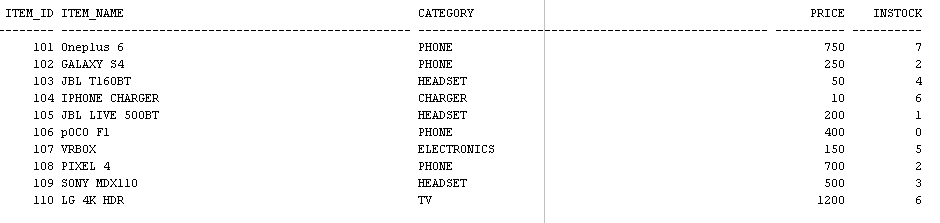 ITEM_ID ITEM_NAME CATEGORY PRICE INSTOCK
------- ---------------------------------------- ---------------------------------------- ---------- ----------
101 Oneplus 6 PHONE 750 7
102 GALAXY S4 PHONE 250 2
103 JBL T160BT HEADSET 50 4
104 IPHONE CHARGER CHARGER 10 6
105 JBL LIVE 500BT HEADSET 200 1
106 pOCO F1 PHONE 400 0
107 VRBOX ELECTRONICS 150 5
108 PIXEL 4 PHONE 700 2
109 SONY MDX110 HEADSET 500 3
110 LG 4K HDR TV 1200 6